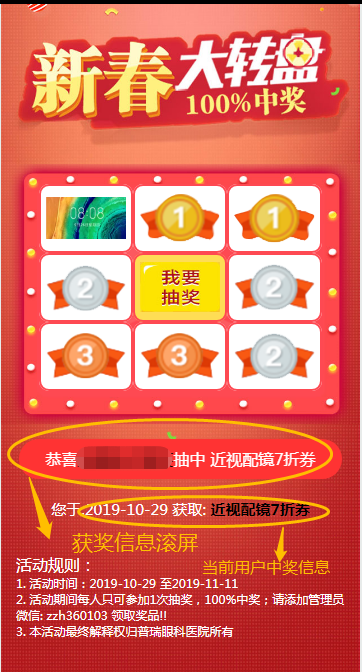 新春大转盘
100%中奖
08:08
1
1
2
我要
抽奖
2
3
3
2
恭喜 抽中 近视配镜7折券
您于 2019-10-29 获取: 近视配镜7折券
获奖信息滚屏
当前用户中奖信息
活动规则：
1. 活动时间：2019-10-29 至2019-11-11
2. 活动期间每人只可参加1次抽奖，100%中奖；请添加管理员
微信: zzh360103 领取奖品!!
3. 本活动最终解释权归普瑞眼科医院所有